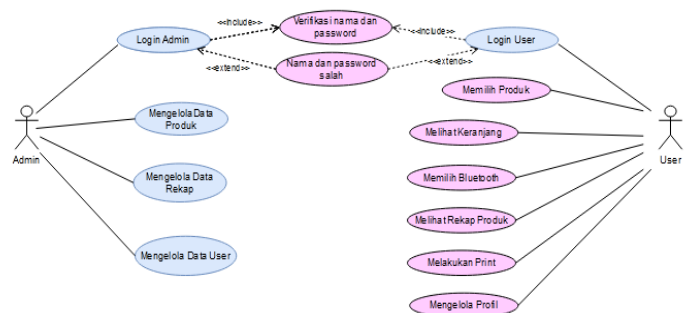 Login Admin
<<include>>
Verifikasi nama dan
password
<<include>>
Login User
<<extend>>
Nama dan password
salah
<<extend>>
Memilih Produk
Mengelola Data
Produk
Melihat Keranjang
Admin
User
Mengelola Data
Rekap
Memilih Bluetooth
Melihat Rekap Produk
Mengelola Data User
Melakukan Print
Mengelola Profil